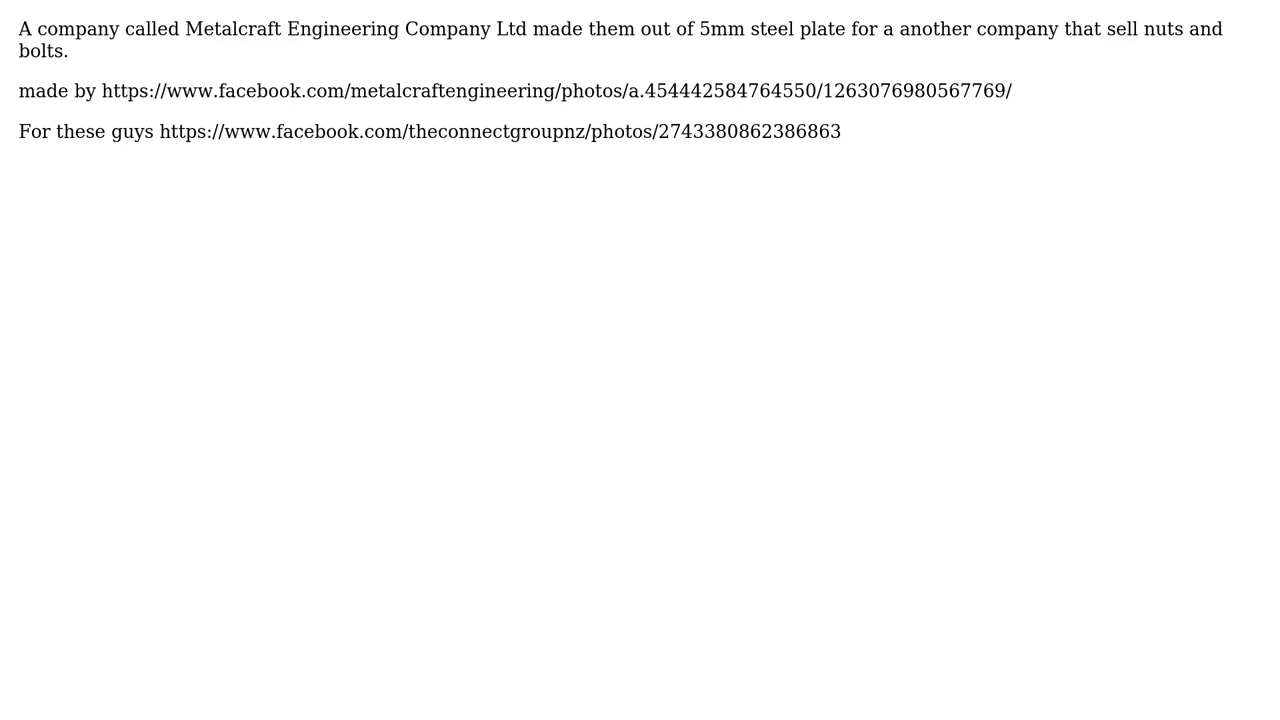 A company called Metalcraft Engineering Company Ltd made them out of 5mm steel plate for a another company that sell nuts and
bolts.
made by https://www.facebook.com/metalcraftengineering/photos/a.454442584764550/1263076980567769/
For these guys https://www.facebook.com/theconnectgroupnz/photos/2743380862386863